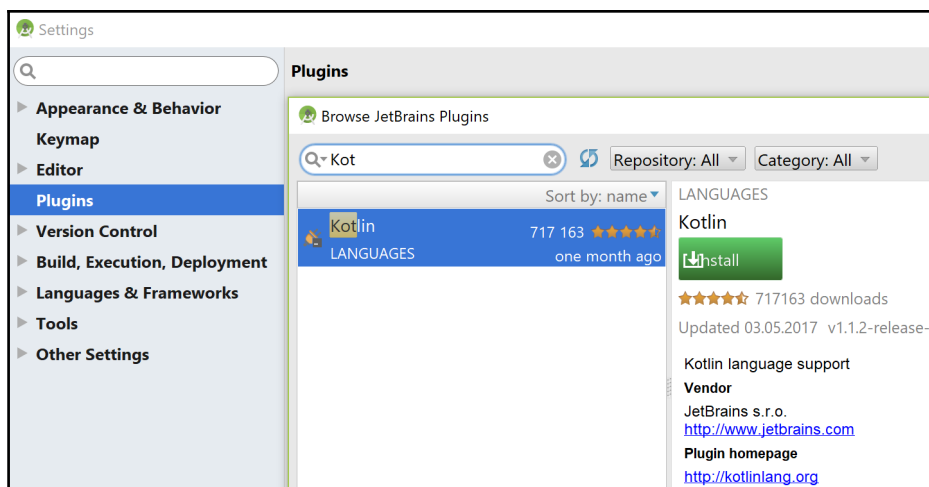 Settings
Plugins
Appearance & Behavior
Keymap
Editor
Plugins
Version Control
Build, Execution, Deployment
Languages & Frameworks
Tools
Other Settings
Browse JetBrains Plugins
Kot
Repository: All
Category: All
Sort by: name
Kotlin
717 163
LANGUAGES
one month ago
LANGUAGES
Kotlin
Install
717163 downloads
Updated 03.05.2017 v1.1.2-release-
Kotlin language support
Vendor
JetBrains s.r.o.
http://www.jetbrains.com
Plugin homepage
http://kotlinlang.org